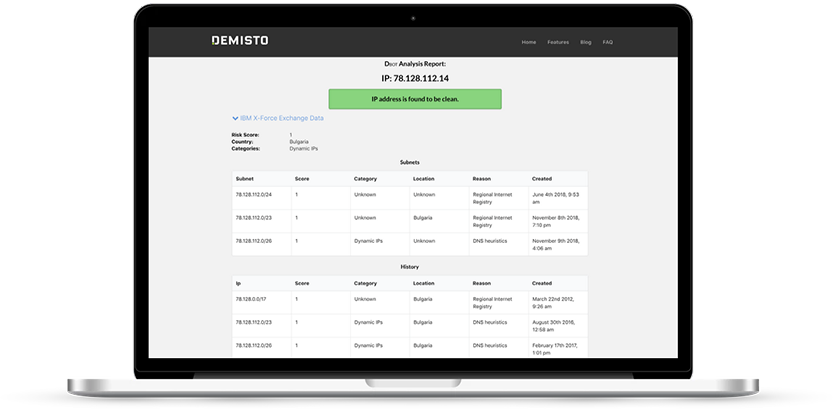 DEMISTO
Home Features Blog FAQ
DBOT Analysis Report:
IP: 78.128.112.14
IP address is found to be clean.
IBM X-Force Exchange Data
Risk Score: 1
Country: Bulgaria
Categories: Dynamic IPs
Subnets
Subnet Score Category Location Reason Created
78.128.112.0/24 1 Unknown Unknown Regional Internet Registry June 4th 2018, 9:53 am
78.128.112.0/23 1 Unknown Bulgaria Regional Internet Registry November 8th 2018, 7:19 pm
78.128.112.0/26 1 Dynamic IPs Unknown DNS heuristics November 9th 2018, 4:06 am
History
Ip Score Category Location Reason Created
78.128.0.0/17 1 Unknown Bulgaria Regional Internet Registry March 22nd 2012, 9:26 am
78.128.112.0/23 1 Dynamic IPs Bulgaria DNS heuristics August 30th 2016, 12:58 am
78.128.112.0/26 1 Dynamic IPs Bulgaria DNS heuristics February 17th 2017, 1:01 pm